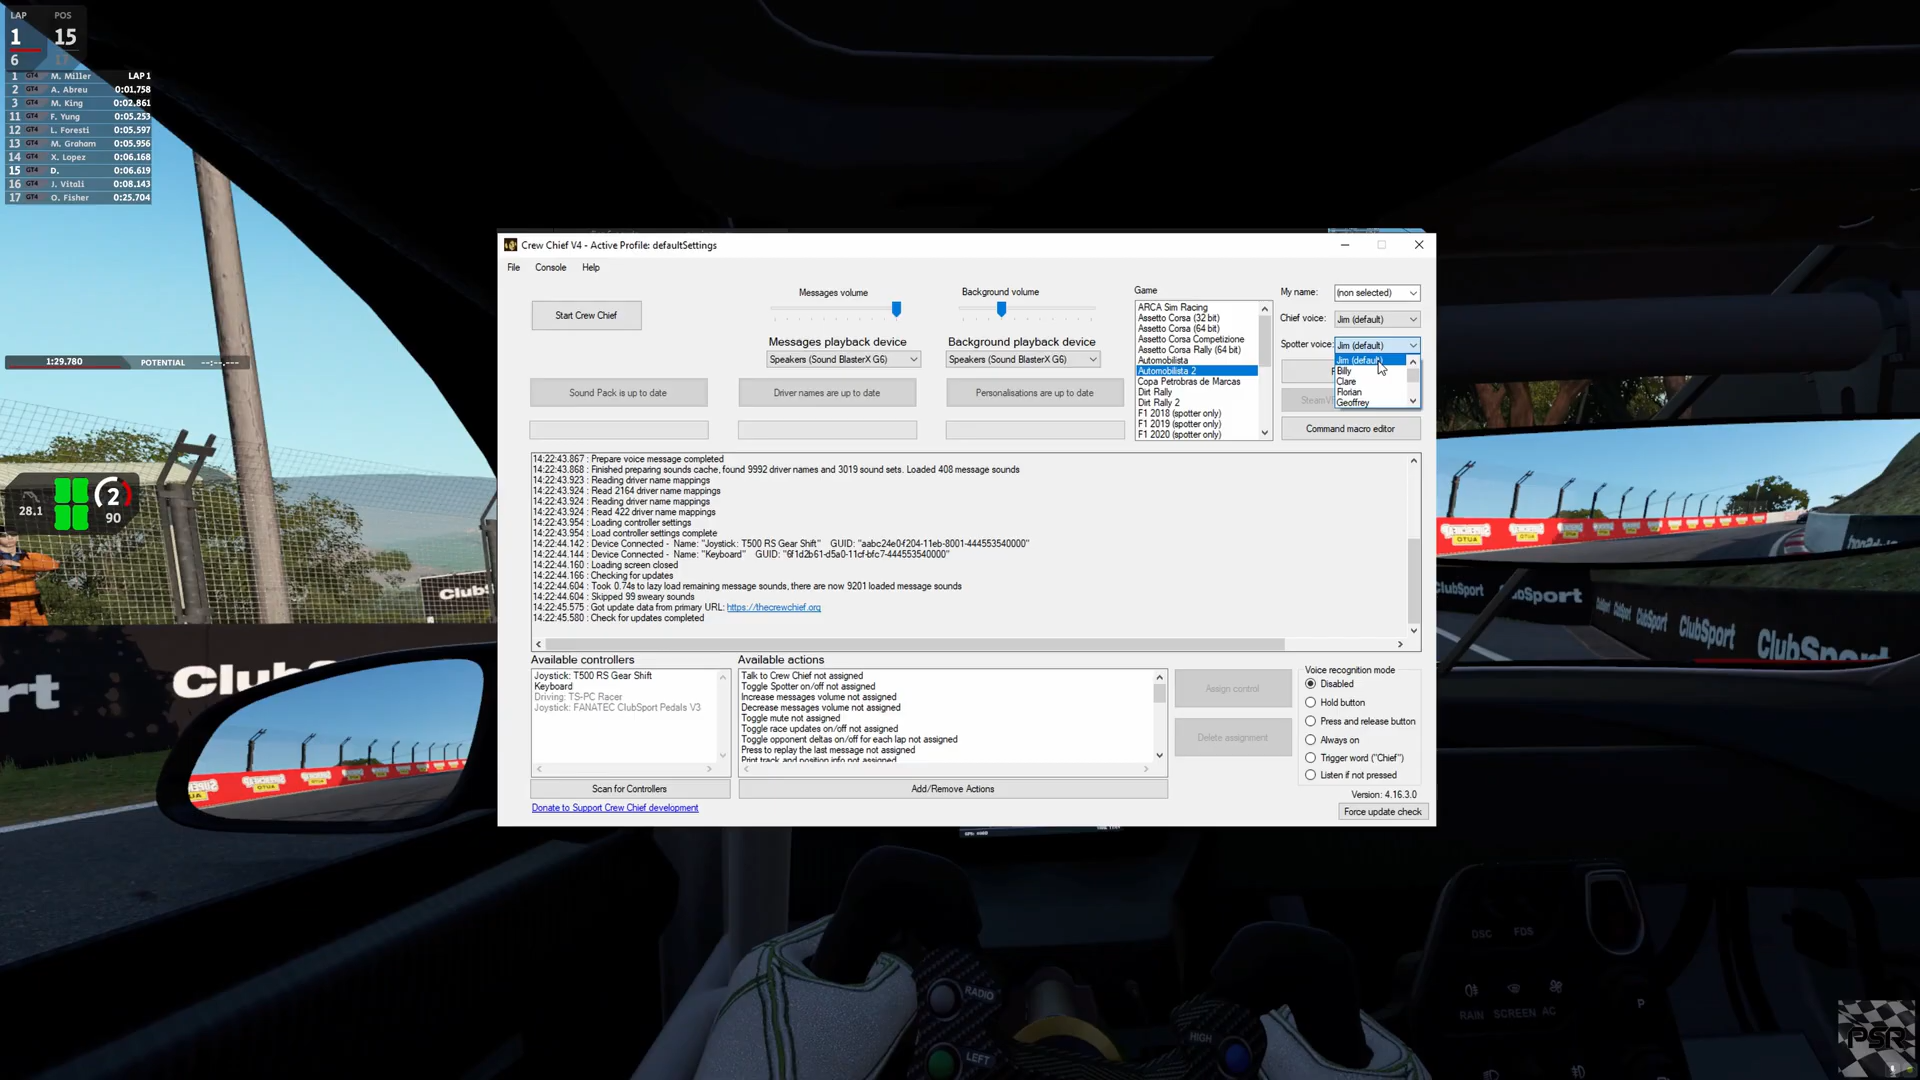 LAP POS
1 15
6 17
1 GT4 M. Miller LAP 1
2 GT4 A. Abreu 0:01.758
3 GT4 M. King 0:02.861
11 GT4 F. Yung 0:05.253
12 GT4 L. Foresti 0:05.597
13 GT4 M. Graham 0:05.956
14 GT4 X. Lopez 0:06.168
15 GT4 D. 0:06.619
16 GT4 J. Vitali 0:08.143
17 GT4 O. Fisher 0:25.704
1:29.780 POTENTIAL --:--.---
28.1 2
90
Crew Chief V4 - Active Profile: defaultSettings
File Console Help
Start Crew Chief
Messages volume
Background volume
Messages playback device
Speakers (Sound BlasterX G6)
Background playback device
Speakers (Sound BlasterX G6)
Sound Pack is up to date
Driver names are up to date
Personalisations are up to date
Game
ARCA Sim Racing
Assetto Corsa (32 bit)
Assetto Corsa (64 bit)
Assetto Corsa Competizione
Assetto Corsa Rally (64 bit)
Automobilista
Automobilista 2
Copa Petrobras de Marcas
Dirt Rally
Dirt Rally 2
F1 2018 (spotter only)
F1 2019 (spotter only)
F1 2020 (spotter only)
My name: (non selected)
Chief voice: Jim (default)
Spotter voice: Jim (default)
Jim (default)
Billy
Clare
Florian
Geoffrey
Command macro editor
14:22:43.867 : Prepare voice message completed
14:22:43.868 : Finished preparing sounds cache, found 9992 driver names and 3019 sound sets. Loaded 408 message sounds
14:22:43.923 : Reading driver name mappings
14:22:43.924 : Read 2164 driver name mappings
14:22:43.924 : Reading driver name mappings
14:22:43.924 : Read 422 driver name mappings
14:22:43.954 : Loading controller settings
14:22:43.954 : Load controller settings complete
14:22:44.142 : Device Connected - Name: "Joystick: T500 RS Gear Shift" GUID: "aabc24e0-f204-11eb-8001-444553540000"
14:22:44.144 : Device Connected - Name: "Keyboard" GUID: "6f1d2b61-d5a0-11cf-bfc7-444553540000"
14:22:44.160 : Loading screen closed
14:22:44.166 : Checking for updates
14:22:44.604 : Took 0.74s to lazy load remaining message sounds, there are now 9201 loaded message sounds
14:22:44.604 : Skipped 99 sweary sounds
14:22:45.575 : Got update data from primary URL: https://thecrewchief.org
14:22:45.580 : Check for updates completed
Available controllers
Joystick: T500 RS Gear Shift
Keyboard
Driving: TS-PC Racer
Joystick: FANATEC ClubSport Pedals V3
Scan for Controllers
Donate to Support Crew Chief development
Available actions
Talk to Crew Chief not assigned
Toggle Spotter on/off not assigned
Increase messages volume not assigned
Decrease messages volume not assigned
Toggle mute not assigned
Toggle race updates on/off not assigned
Toggle opponent deltas on/off for each lap not assigned
Press to replay the last message not assigned
Print track and position info not assigned
Add/Remove Actions
Assign control
Delete assignment
Voice recognition mode
Disabled
Hold button
Press and release button
Always on
Trigger word ("Chief")
Listen if not pressed
Version: 4.16.3.0
Force update check
ClubSport
RADIO
LEFT
HIGH
DSC FDS
RAIN SCREEN AC
P
PSR